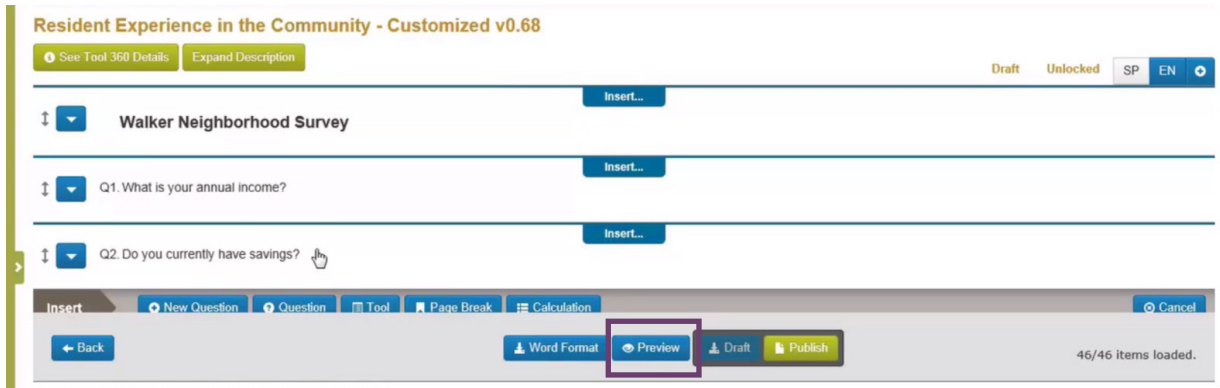 Resident Experience in the Community - Customized v0.68
See Tool 360 Details Expand Description
Draft Unlocked SP EN
Insert...
Walker Neighborhood Survey
Insert...
Q1. What is your annual income?
Insert...
Q2. Do you currently have savings?
Insert New Question Question Tool Page Break Calculation Cancel
Back Word Format Preview Draft Publish 46/46 items loaded.